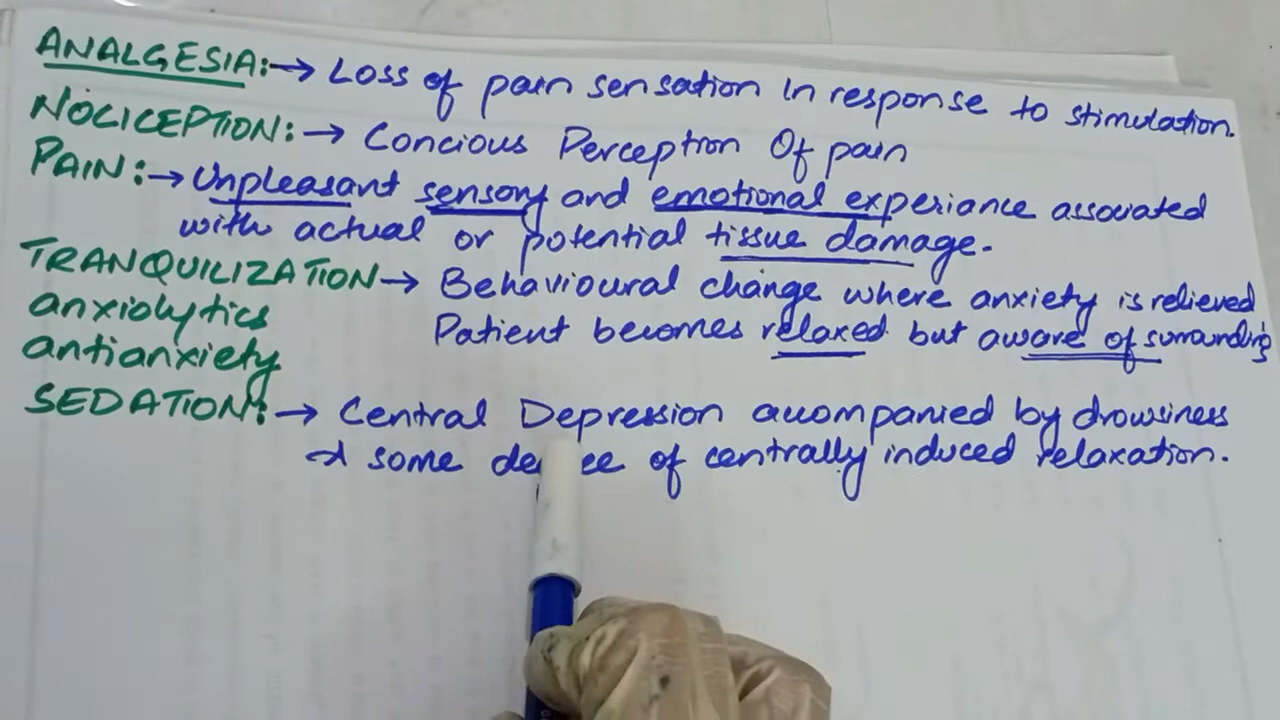 ANALGESIA:→ Loss of pain sensation in response to stimulation.
NOCICEPTION:→ Concious Perception Of pain
PAIN:→ Unpleasant sensory and emotional experiance associated
with actual or potential tissue damage.
TRANQUILIZATION→ Behavioural change where anxiety is relieved
anxiolytics Patient becomes relaxed but aware of surrounding
antianxiety
SEDATION:→ Central Depression accompanied by drowsiness
some of centrally induced relaxation.